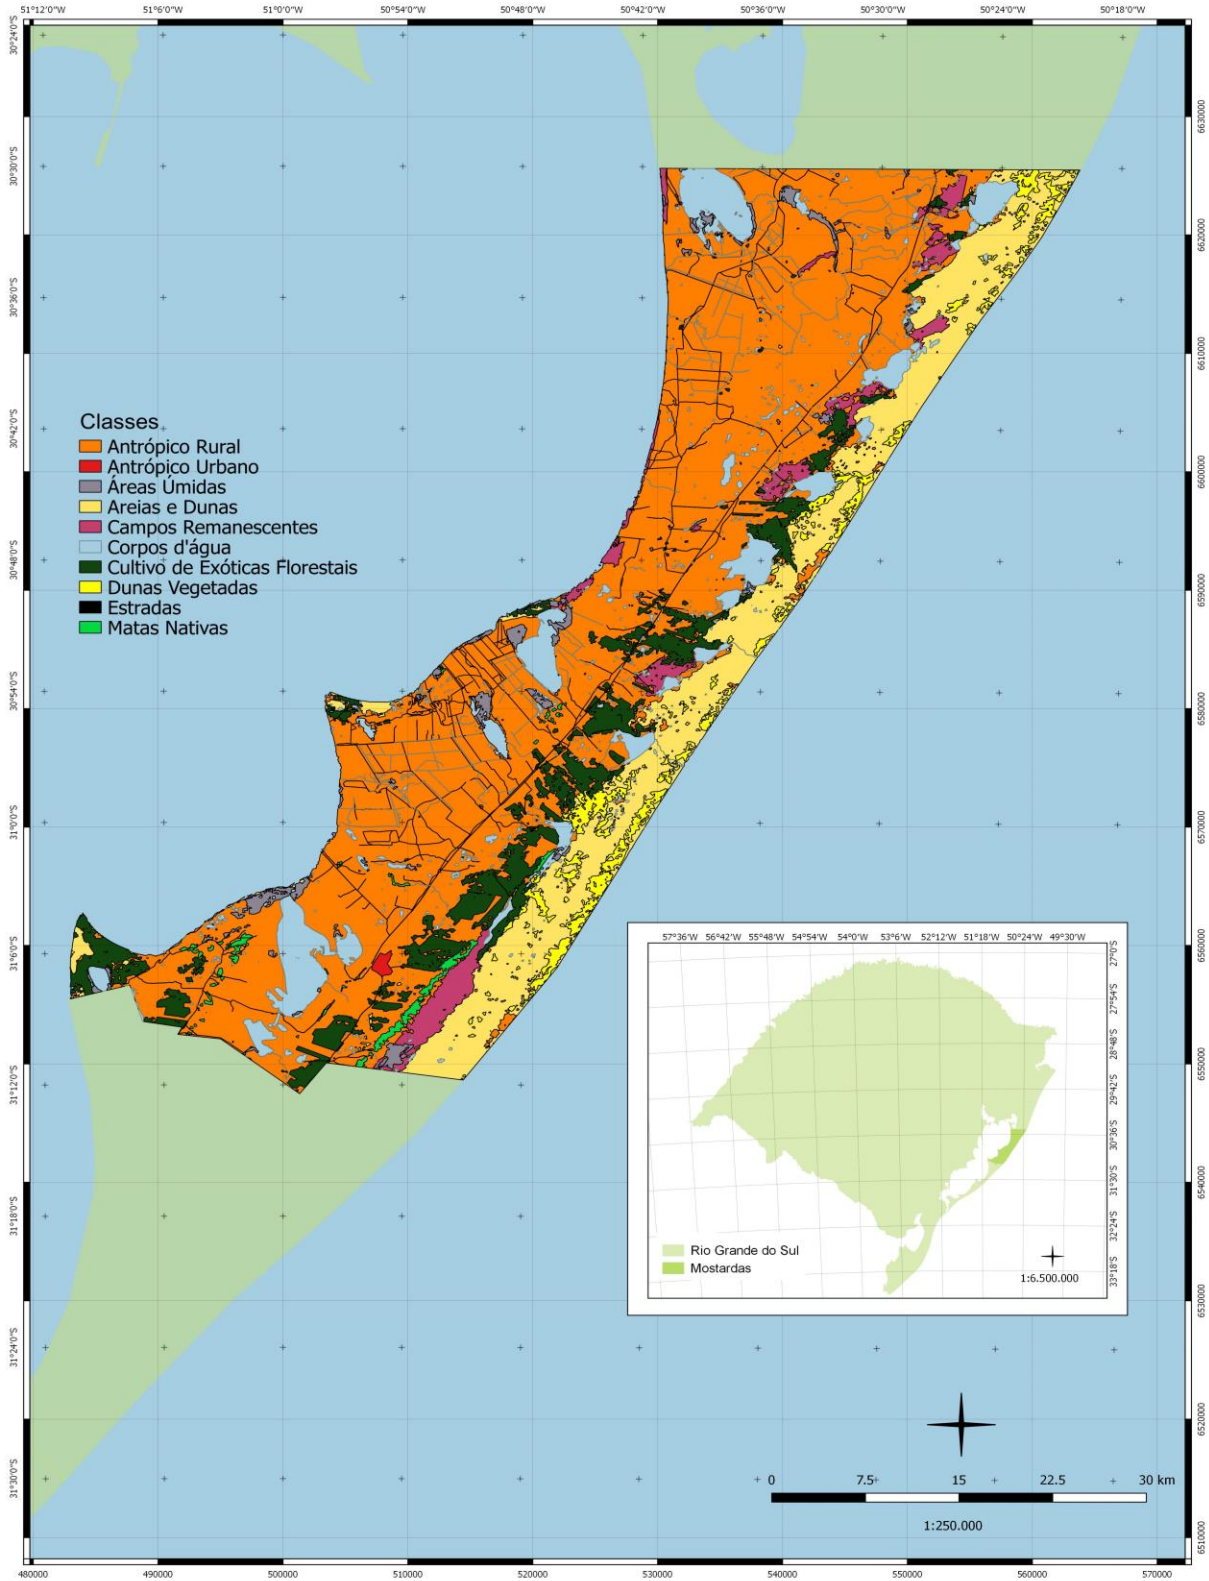 51°12'0"W 51°6'0"W 51°0'0"W 50°54'0"W 50°48'0"W 50°42'0"W 50°36'0"W 50°30'0"W 50°24'0"W 50°18'0"W
30°24'0"S
30°30'0"S
30°36'0"S
30°42'0"S
30°48'0"S
30°54'0"S
31°0'0"S
31°6'0"S
31°12'0"S
31°18'0"S
31°24'0"S
31°30'0"S
6630000
6620000
6610000
6600000
6590000
6580000
6570000
6560000
6550000
6540000
6530000
6520000
6510000
Classes
Antrópico Rural
Antrópico Urbano
Áreas Úmidas
Areias e Dunas
Campos Remanescentes
Corpos d'água
Cultivo de Exóticas Florestais
Dunas Vegetadas
Estradas
Matas Nativas
57°36'W 56°42'W 55°48'W 54°54'W 54°0'W 53°6'W 52°12'W 51°18'W 50°24'W 49°30'W
27°0'S
27°54'S
28°48'S
29°42'S
30°36'S
31°30'S
32°24'S
33°18'S
Rio Grande do Sul
Mostardas
1:6.500.000
0 7.5 15 22.5 30 km
1:250.000
480000 490000 500000 510000 520000 530000 540000 550000 560000 570000